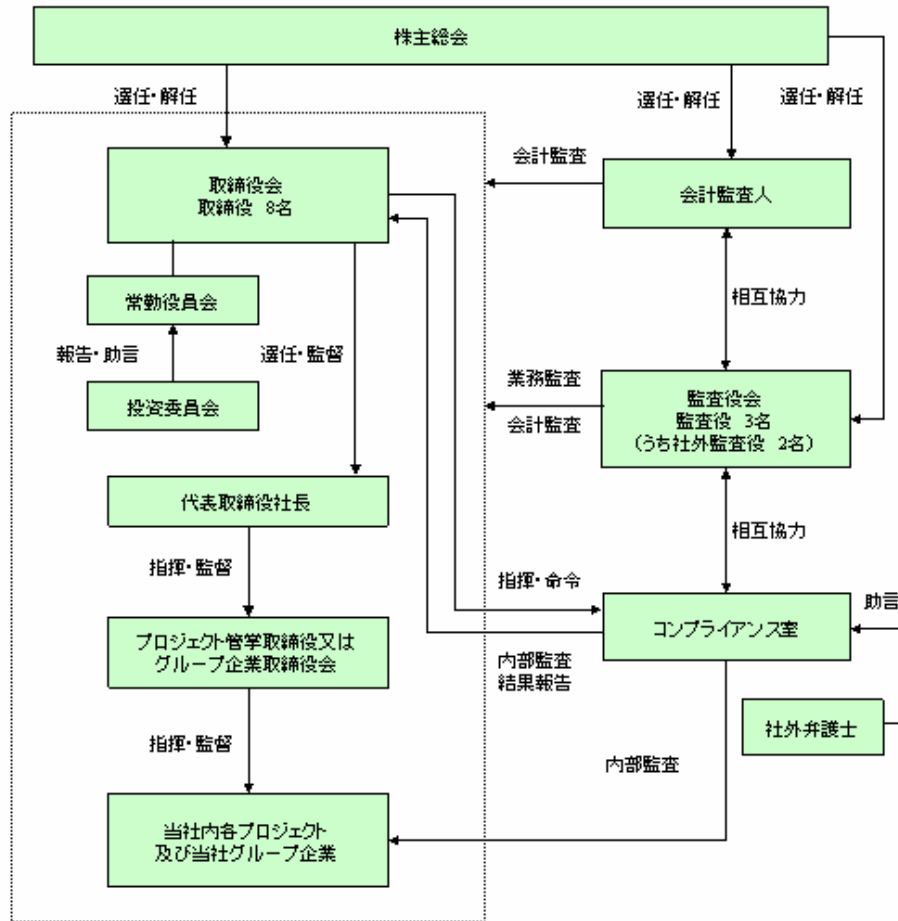 株主総会
選任・解任
選任・解任
選任・解任
取締役会
取締役 8名
会計監査
会計監査人
常勤役員会
相互協力
報告・助言
選任・監督
投資委員会
業務監査
会計監査
監査役会
監査役 3名
(うち社外監査役 2名)
代表取締役社長
相互協力
指揮・監督
指揮・命令
助言
プロジェクト管掌取締役又は
グループ企業取締役会
コンプライアンス室
内部監査
結果報告
社外弁護士
指揮・監督
内部監査
当社内各プロジェクト
及び当社グループ企業